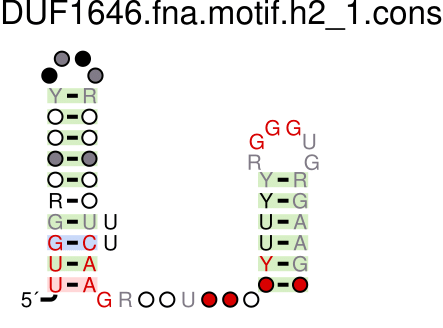 DUF1646.fna.motif.h2_1.cons
G G
G U
R G
Y R
Y R
Y G
U A
U A
Y G
R
G U U
G C U
U A
U A
5´ G R U